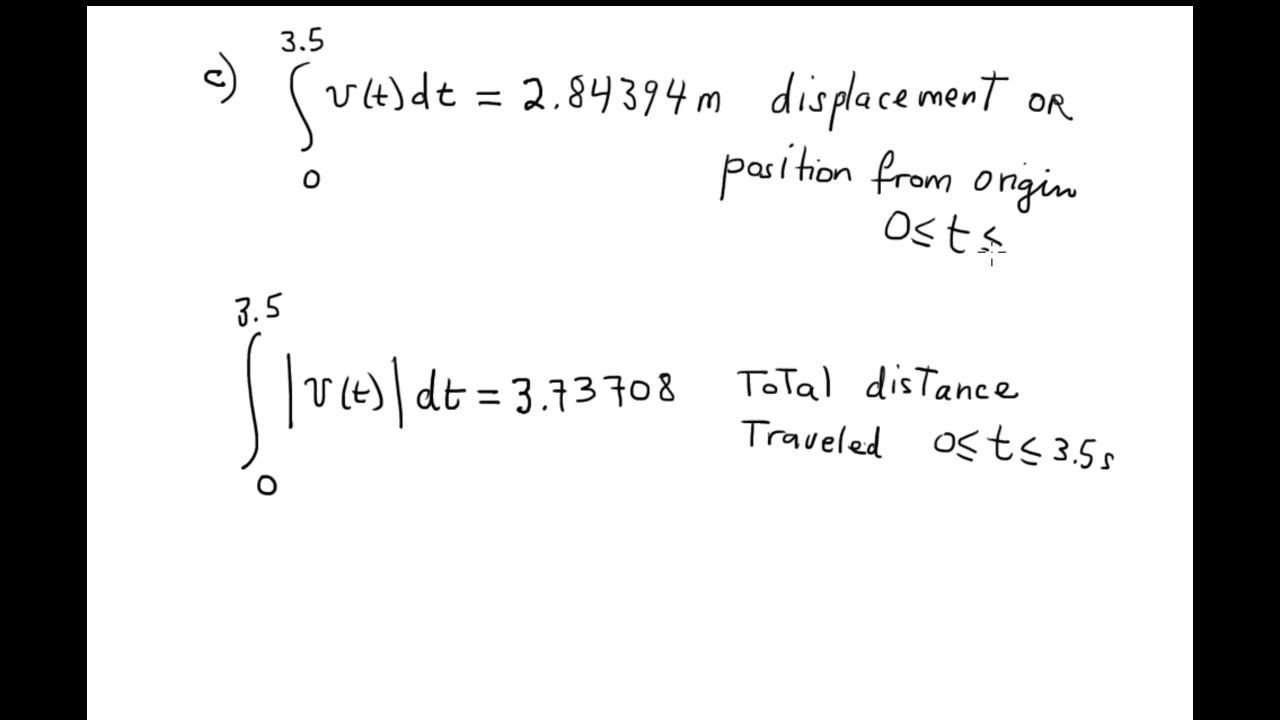 3.5
c) ∫ v(t)dt = 2.84394m displacement OR
0
position from origin
0≤ t ≤
3.5
∫ |v(t)| dt = 3.73708 ToTal disTance
Traveled 0≤ t ≤ 3.5s
0